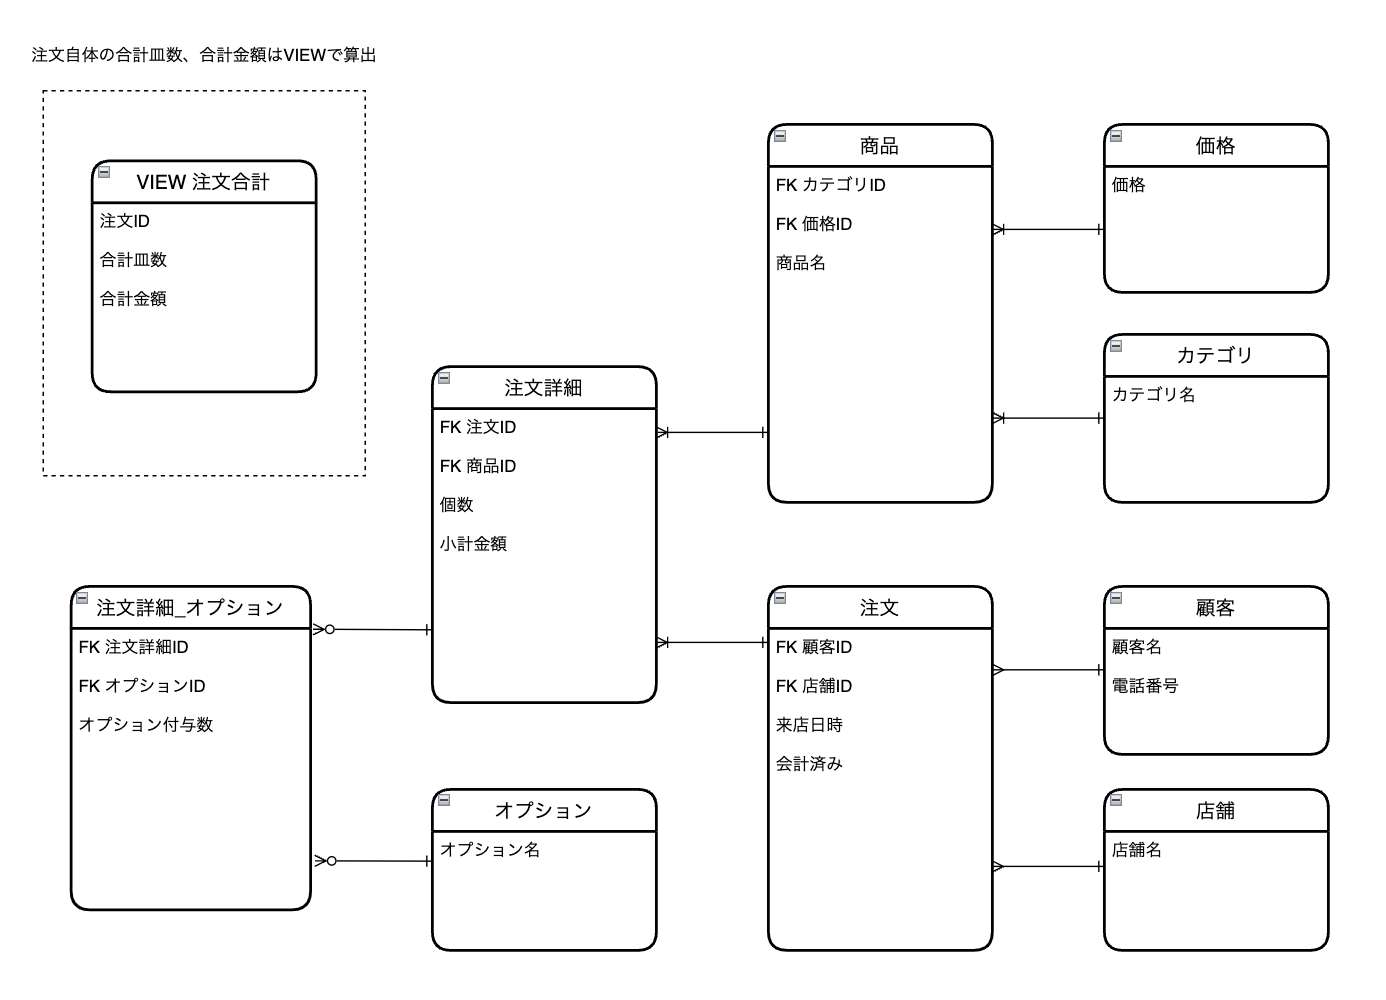 注文自体の合計皿数、合計金額はVIEWで算出
VIEW 注文合計
注文ID
合計皿数
合計金額
商品
FK カテゴリID
FK 価格ID
商品名
価格
価格
カテゴリ
カテゴリ名
注文詳細
FK 注文ID
FK 商品ID
個数
小計金額
注文詳細_オプション
FK 注文詳細ID
FK オプションID
オプション付与数
オプション
オプション名
注文
FK 顧客ID
FK 店舗ID
来店日時
会計済み
顧客
顧客名
電話番号
店舗
店舗名